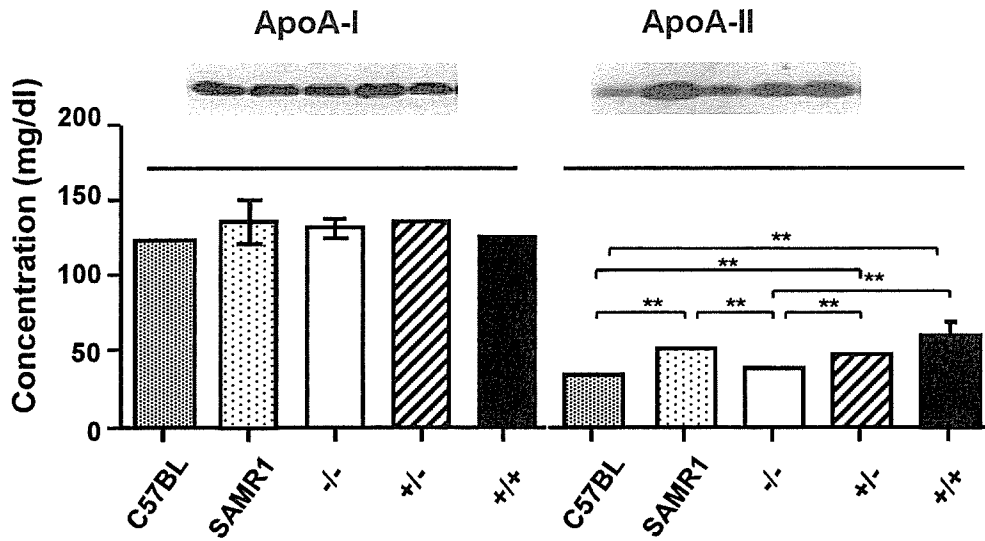 ApoA-I ApoA-II
Concentration (mg/dl)
200
150
100
50
0
**
**
**
** ** **
C57BL SAMR1 -/- +/- +/+ C57BL SAMR1 -/- +/- +/+